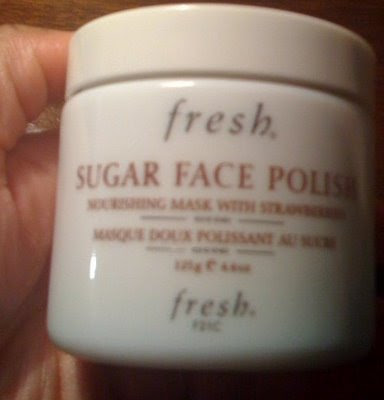 fresh®
SUGAR FACE POLISH
NOURISHING MASK WITH STRAWBERRIES
MASQUE DOUX POLISSANT AU SUCRE
125g ℮ 4.4oz
fresh®